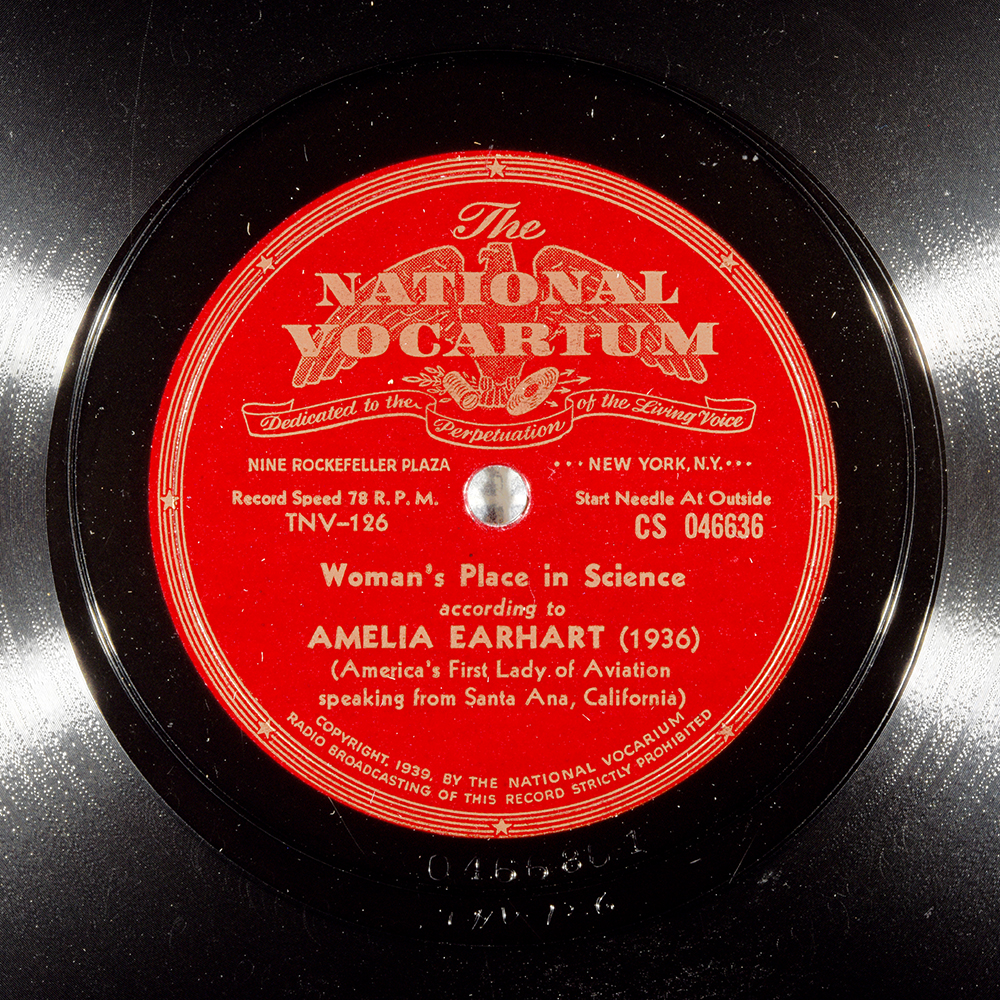 The
NATIONAL
VOCARIUM
Dedicated to the Perpetuation of the Living Voice
NINE ROCKEFELLER PLAZA ••• NEW YORK, N.Y. •••
Record Speed 78 R. P. M. Start Needle At Outside
TNV–126 CS 046636
Woman's Place in Science
according to
AMELIA EARHART (1936)
(America's First Lady of Aviation
speaking from Santa Ana, California)
COPYRIGHT, 1939, BY THE NATIONAL VOCARIUM
RADIO BROADCASTING OF THIS RECORD STRICTLY PROHIBITED